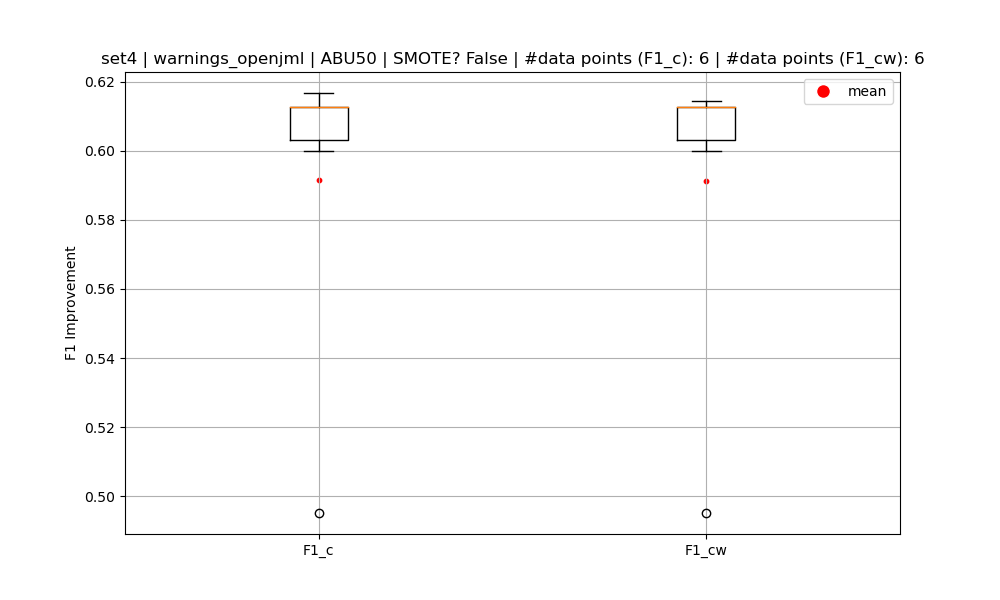 set4 | warnings_openjml | ABU50 | SMOTE? False | #data points (F1_c): 6 | #data points (F1_cw): 6
mean
0.62
0.60
0.58
0.56
0.54
0.52
0.50
F1 Improvement
F1_c
F1_cw